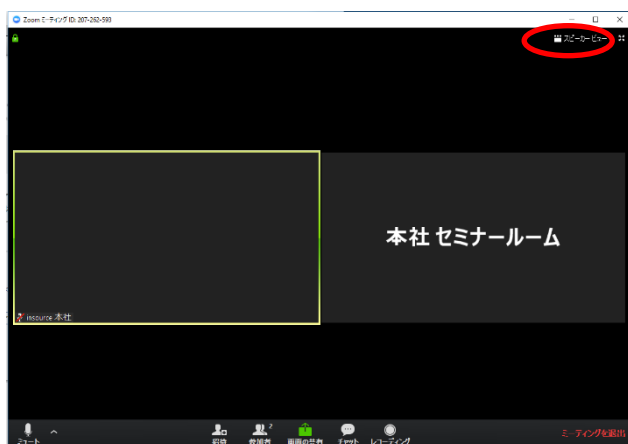 Zoom ミーティング ID: 207-262-593
スピーカー ビュー
本社 セミナールーム
insource 本社
2
ミュート
招待
参加者
画面の共有
チャット
レコーディング
ミーティングを退出